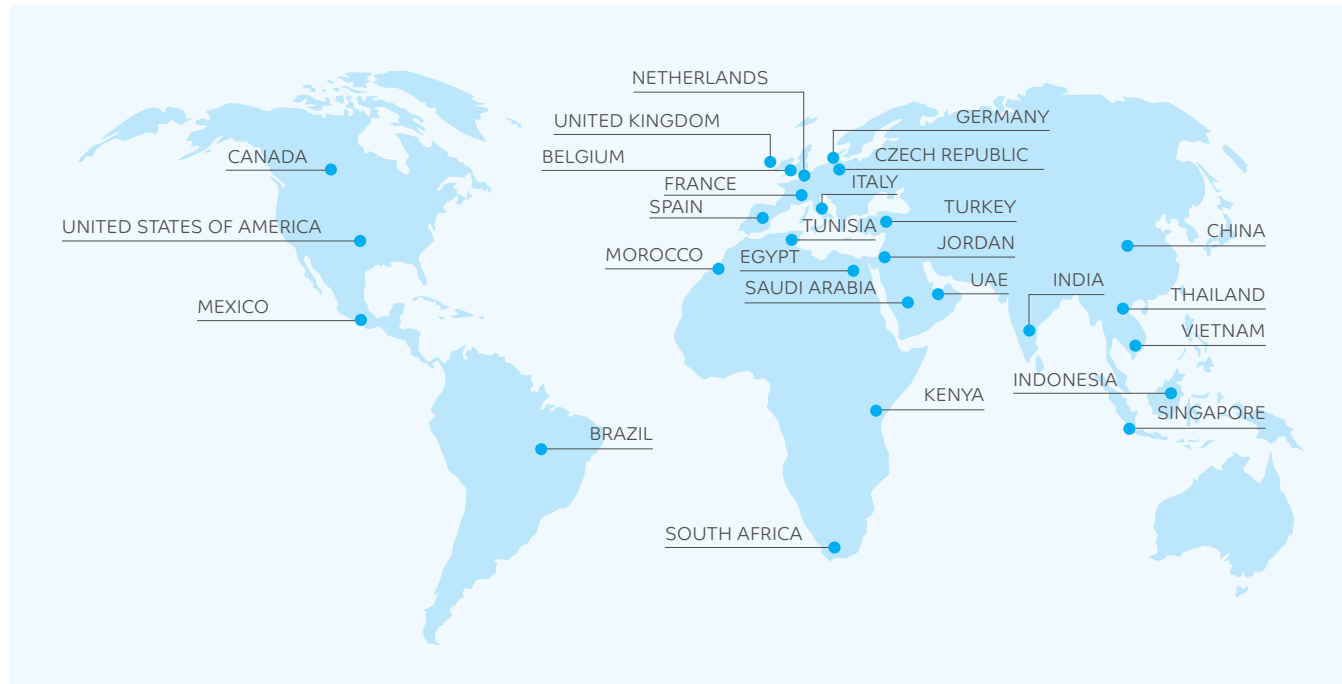 NETHERLANDS
UNITED KINGDOM
GERMANY
BELGIUM
CZECH REPUBLIC
CANADA
FRANCE
ITALY
SPAIN
UNITED STATES OF AMERICA
TUNISIA
TURKEY
CHINA
MOROCCO
EGYPT
JORDAN
SAUDI ARABIA
UAE
INDIA
MEXICO
THAILAND
VIETNAM
INDONESIA
KENYA
SINGAPORE
BRAZIL
SOUTH AFRICA